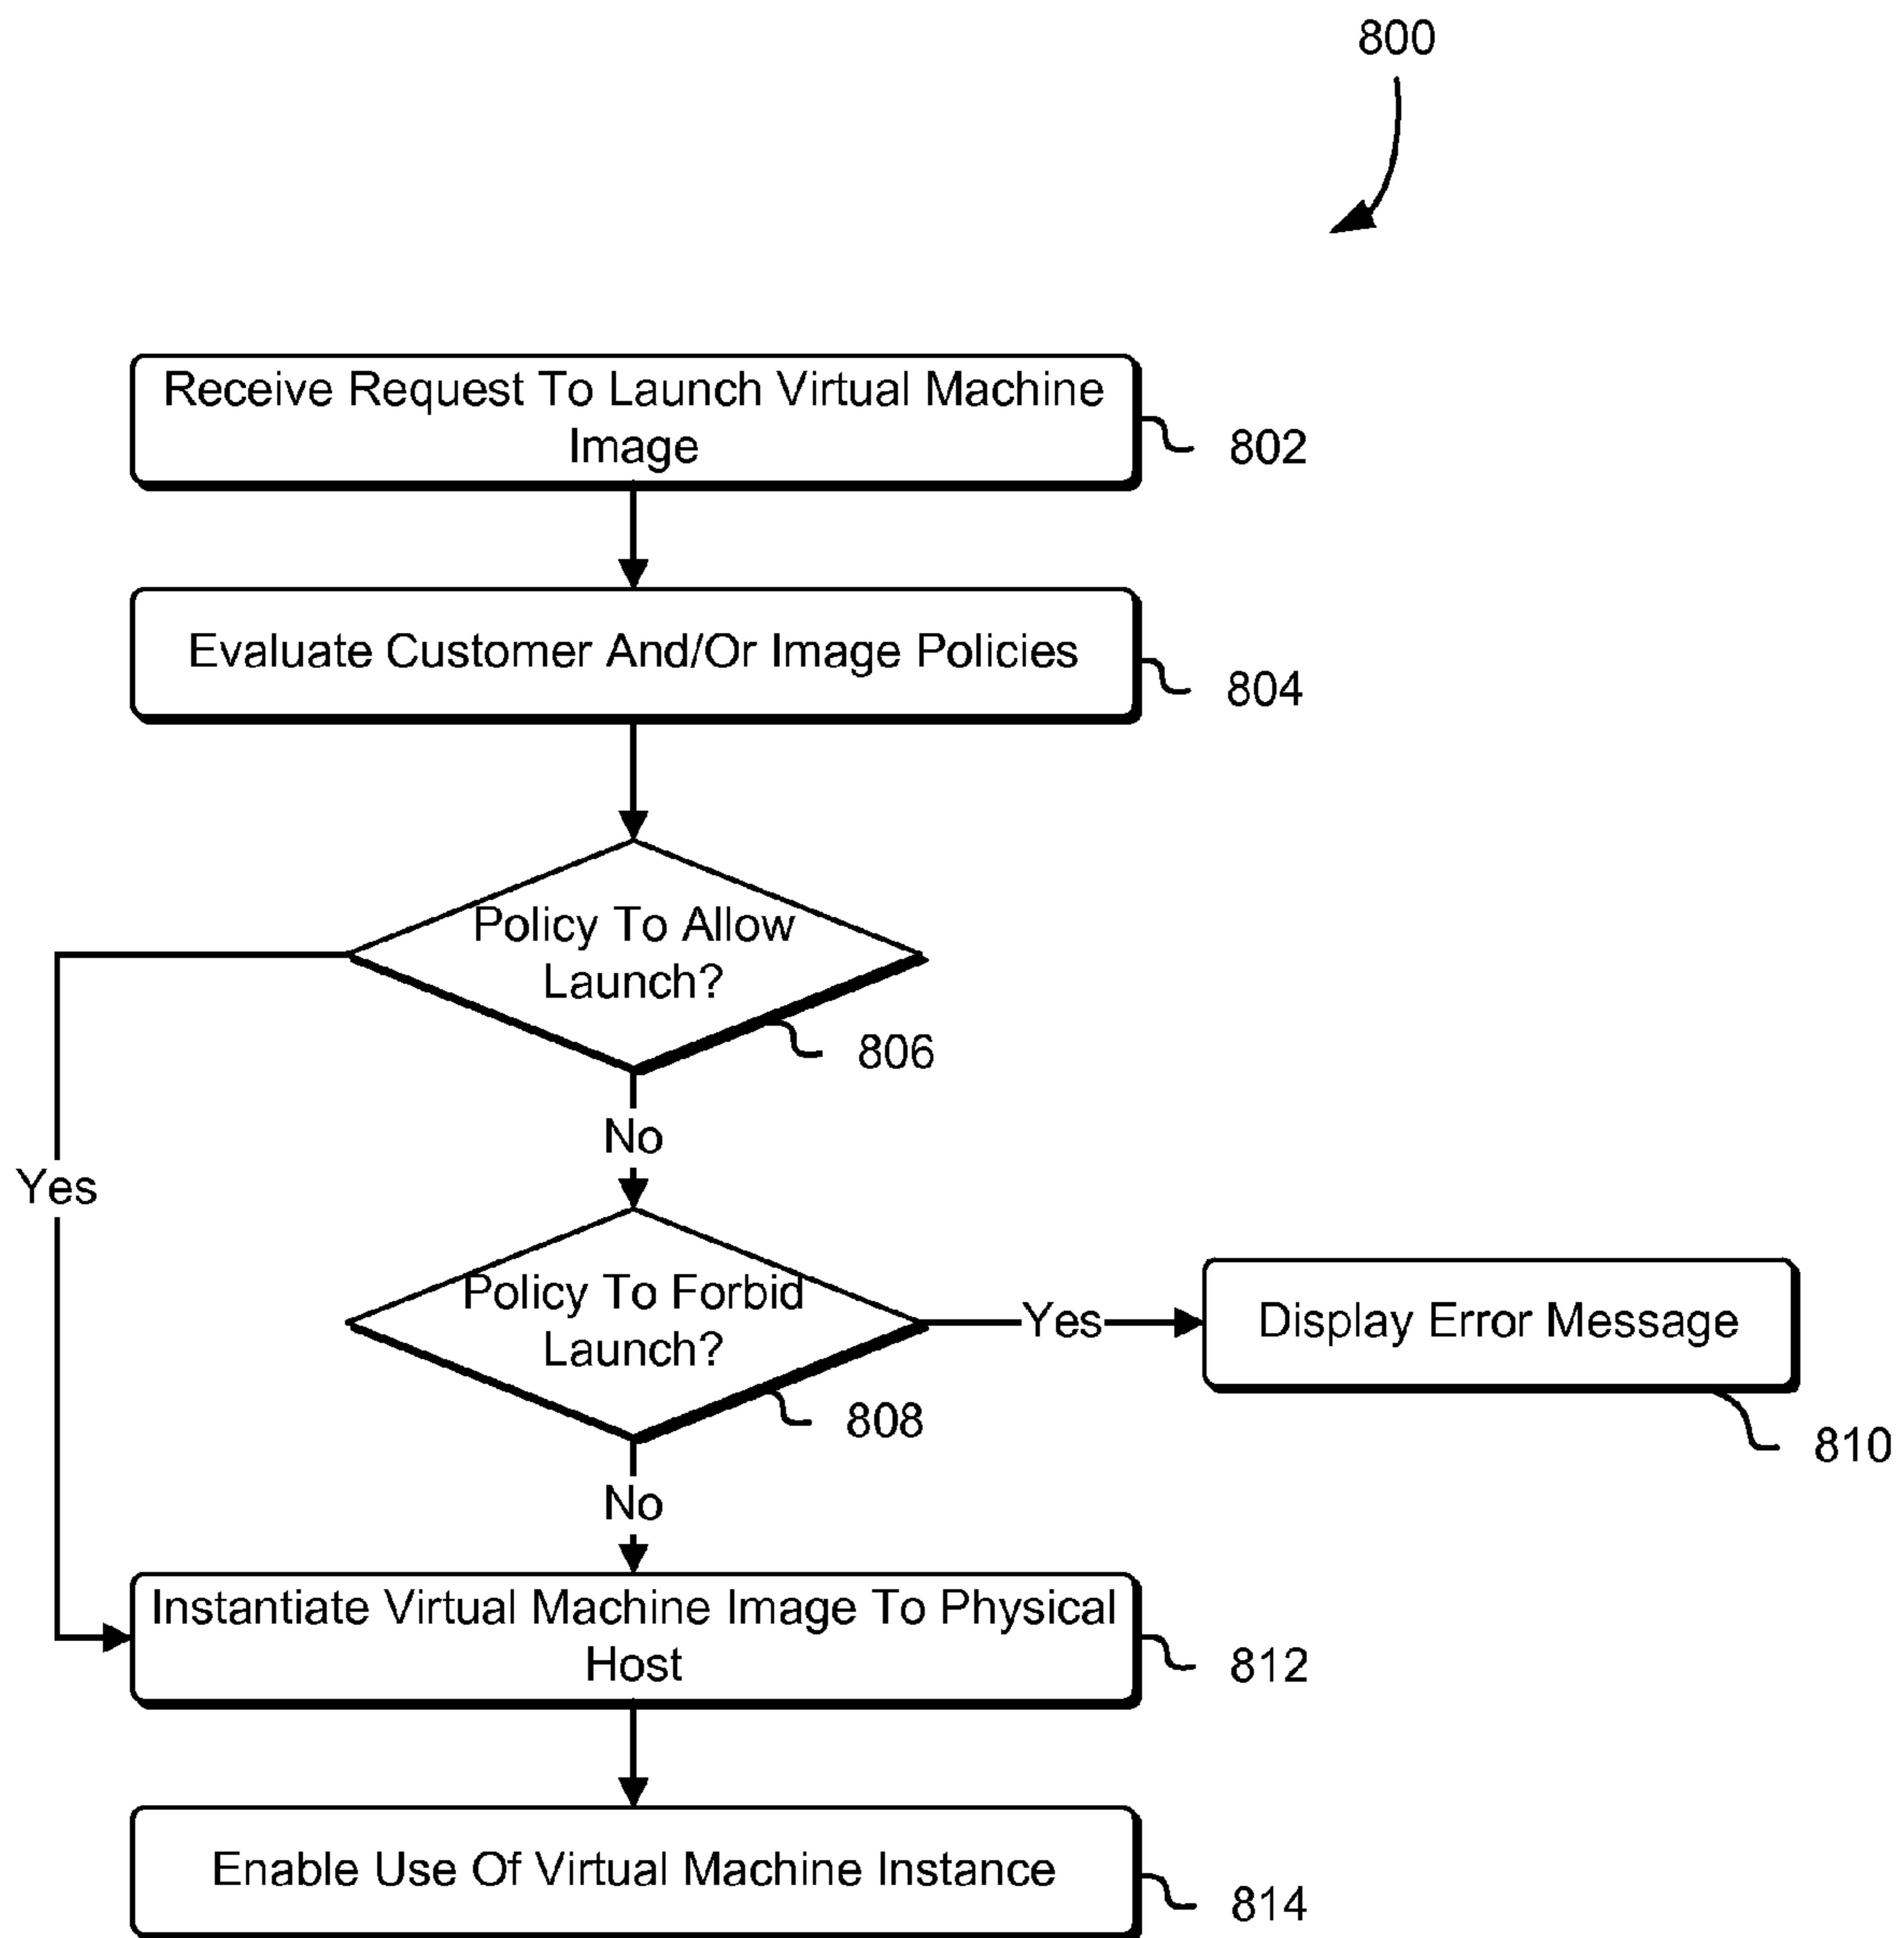 800
Receive Request To Launch Virtual Machine
Image
802
Evaluate Customer And/Or Image Policies
804
Policy To Allow
Launch?
806
No
Yes
Policy To Forbid
Launch?
808
Yes
Display Error Message
810
No
Instantiate Virtual Machine Image To Physical
Host
812
Enable Use Of Virtual Machine Instance
814